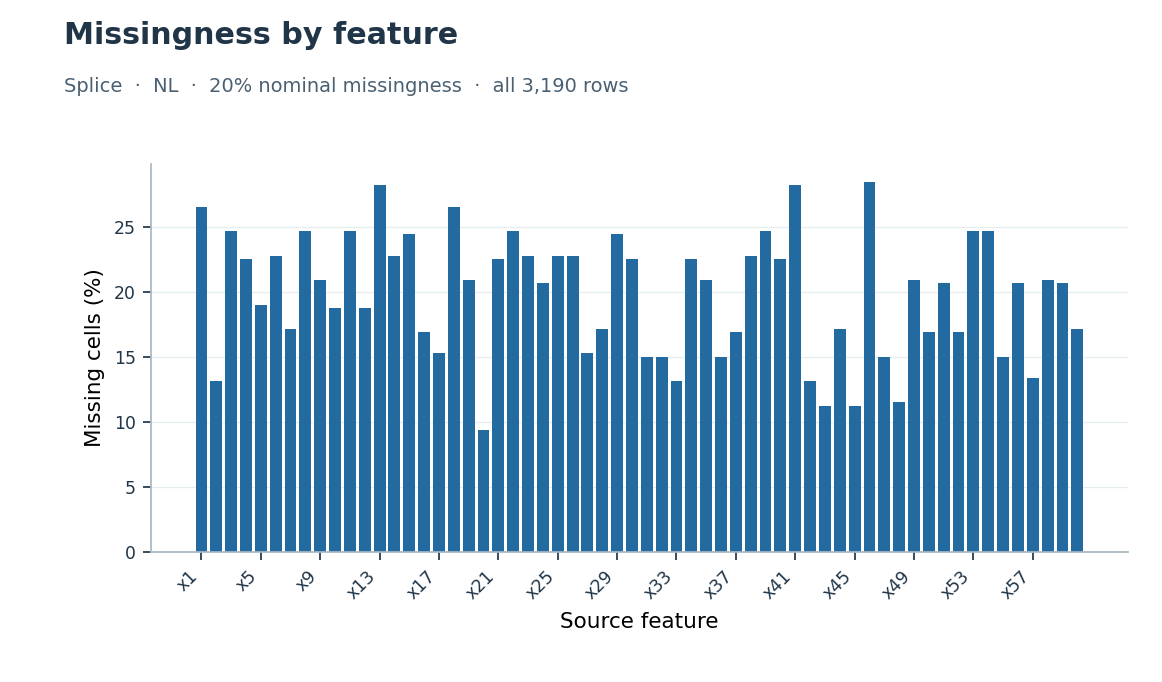 Missingness by feature
Splice · NL · 20% nominal missingness · all 3,190 rows
Missing cells (%)
25
20
15
10
5
0
x1 x5 x9 x13 x17 x21 x25 x29 x33 x37 x41 x45 x49 x53 x57
Source feature